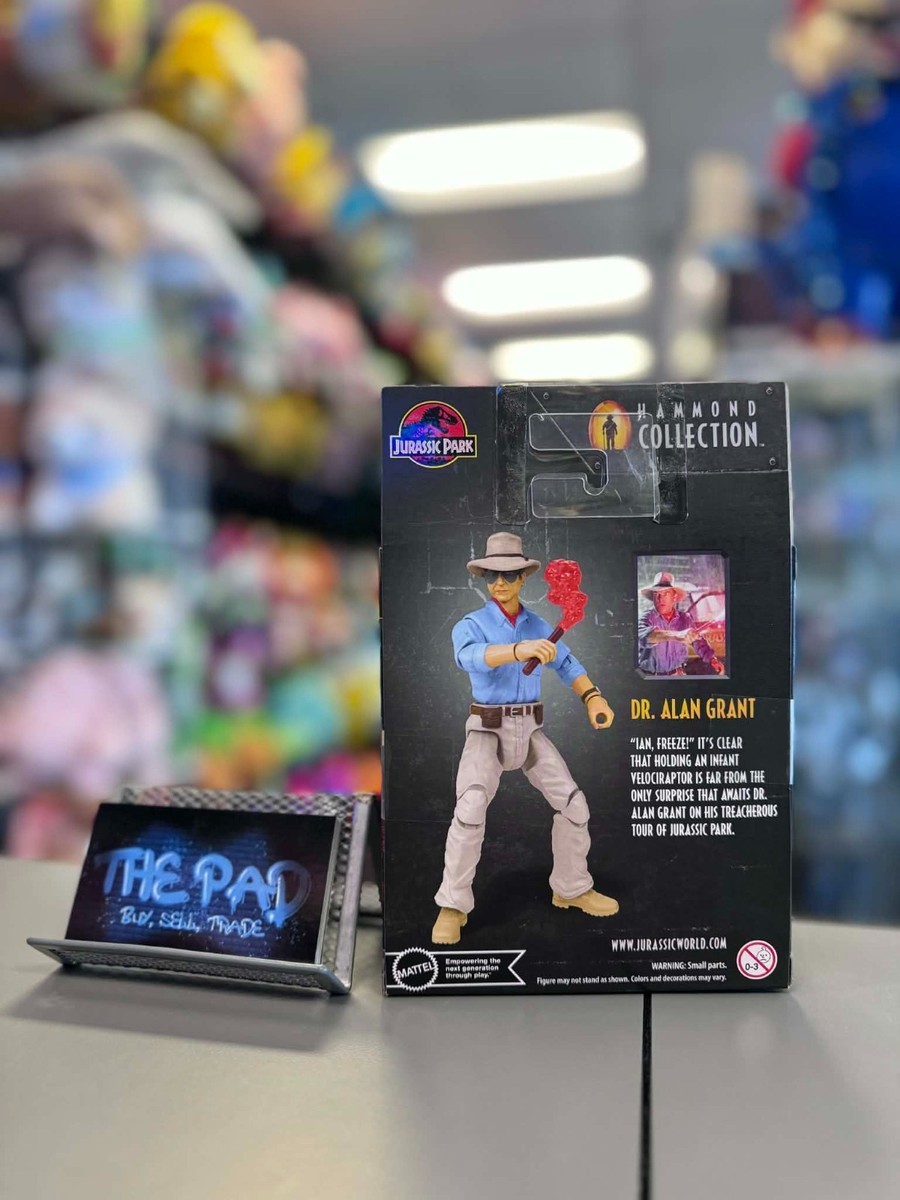 JURASSIC PARK
HAMMOND
COLLECTION™
DR. ALAN GRANT
"IAN, FREEZE!" IT'S CLEAR
THAT HOLDING AN INFANT
VELOCIRAPTOR IS FAR FROM THE
ONLY SURPRISE THAT AWAITS DR.
ALAN GRANT ON HIS TREACHEROUS
TOUR OF JURASSIC PARK.
WWW.JURASSICWORLD.COM
MATTEL
Empowering the
next generation
through play.™
WARNING: Small parts.
Figure may not stand as shown. Colors and decorations may vary.
0-3
THE PAD
BUY, SELL, TRADE